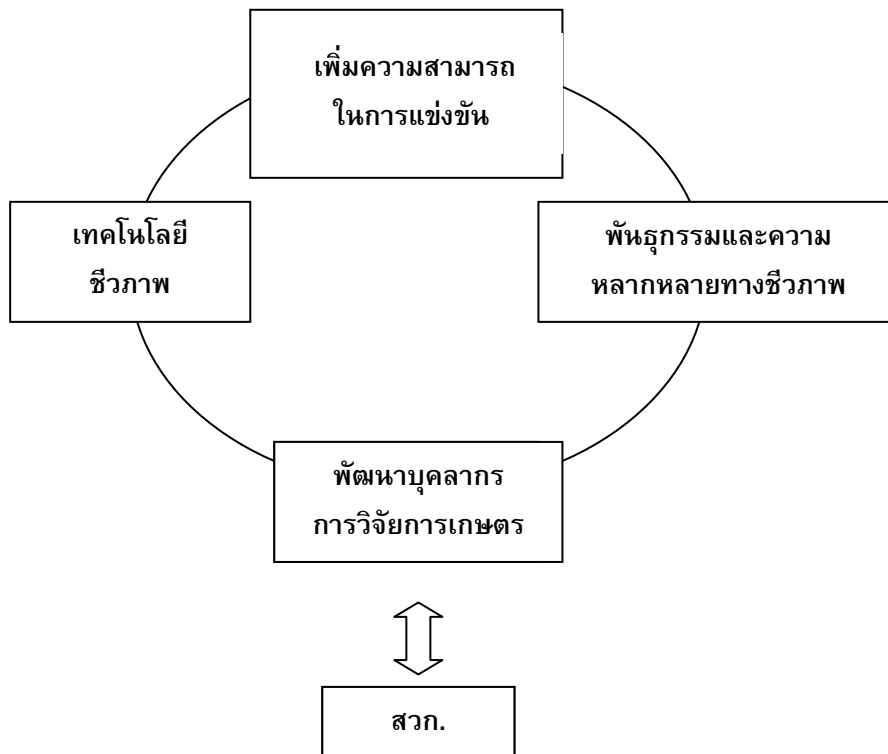 เพิ่มความสามารถ
ในการแข่งขัน
เทคโนโลยี
ชีวภาพ
พันธุกรรมและความ
หลากหลายทางชีวภาพ
พัฒนาบุคลากร
การวิจัยการเกษตร
สวก.